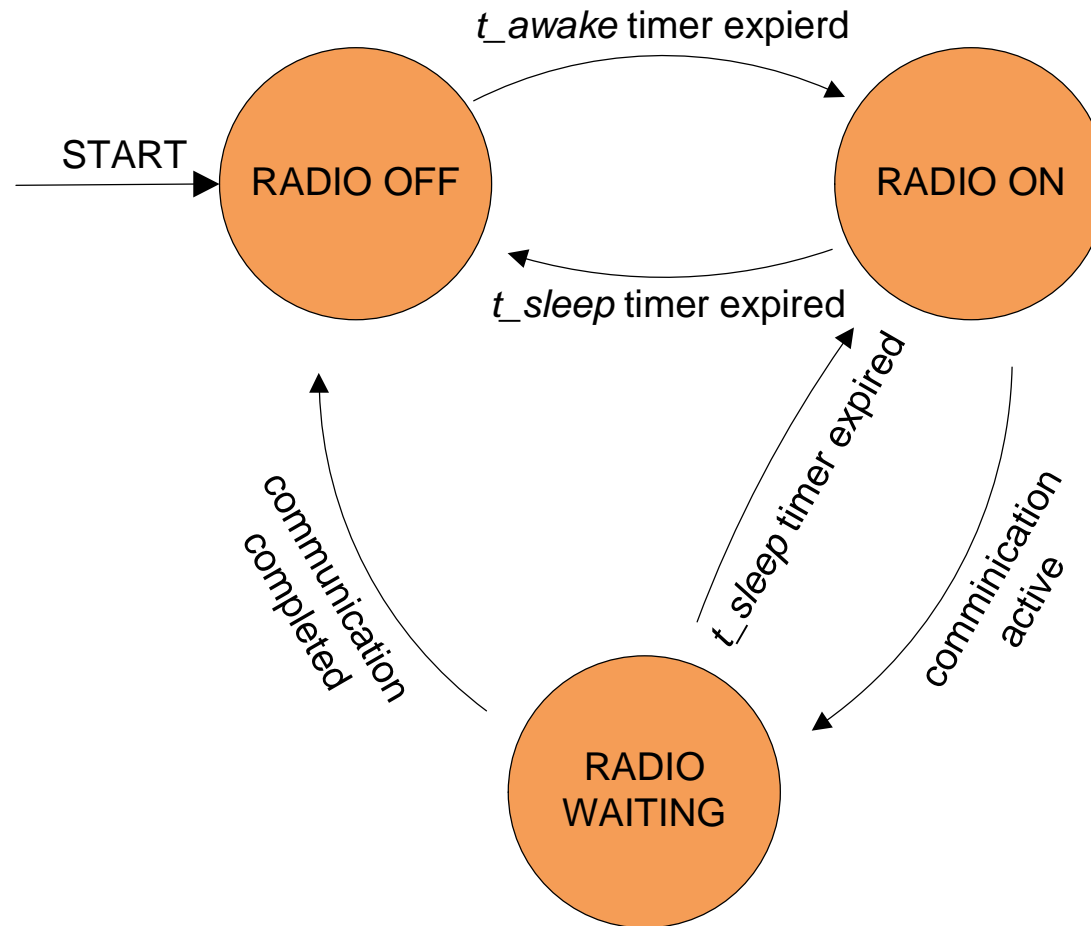 t_awake timer expierd
START
RADIO OFF
RADIO ON
t_sleep timer expired
t_sleep timer expired
communication
completed
comminication
active
RADIO
WAITING